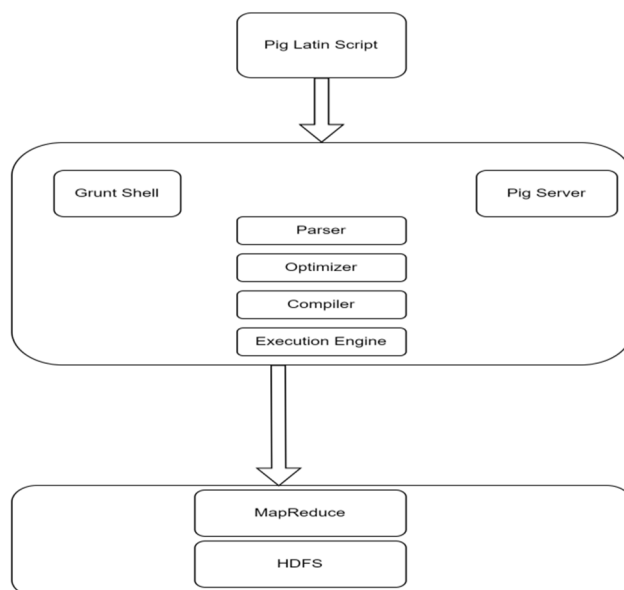 Pig Latin Script
Grunt Shell
Pig Server
Parser
Optimizer
Compiler
Execution Engine
MapReduce
HDFS